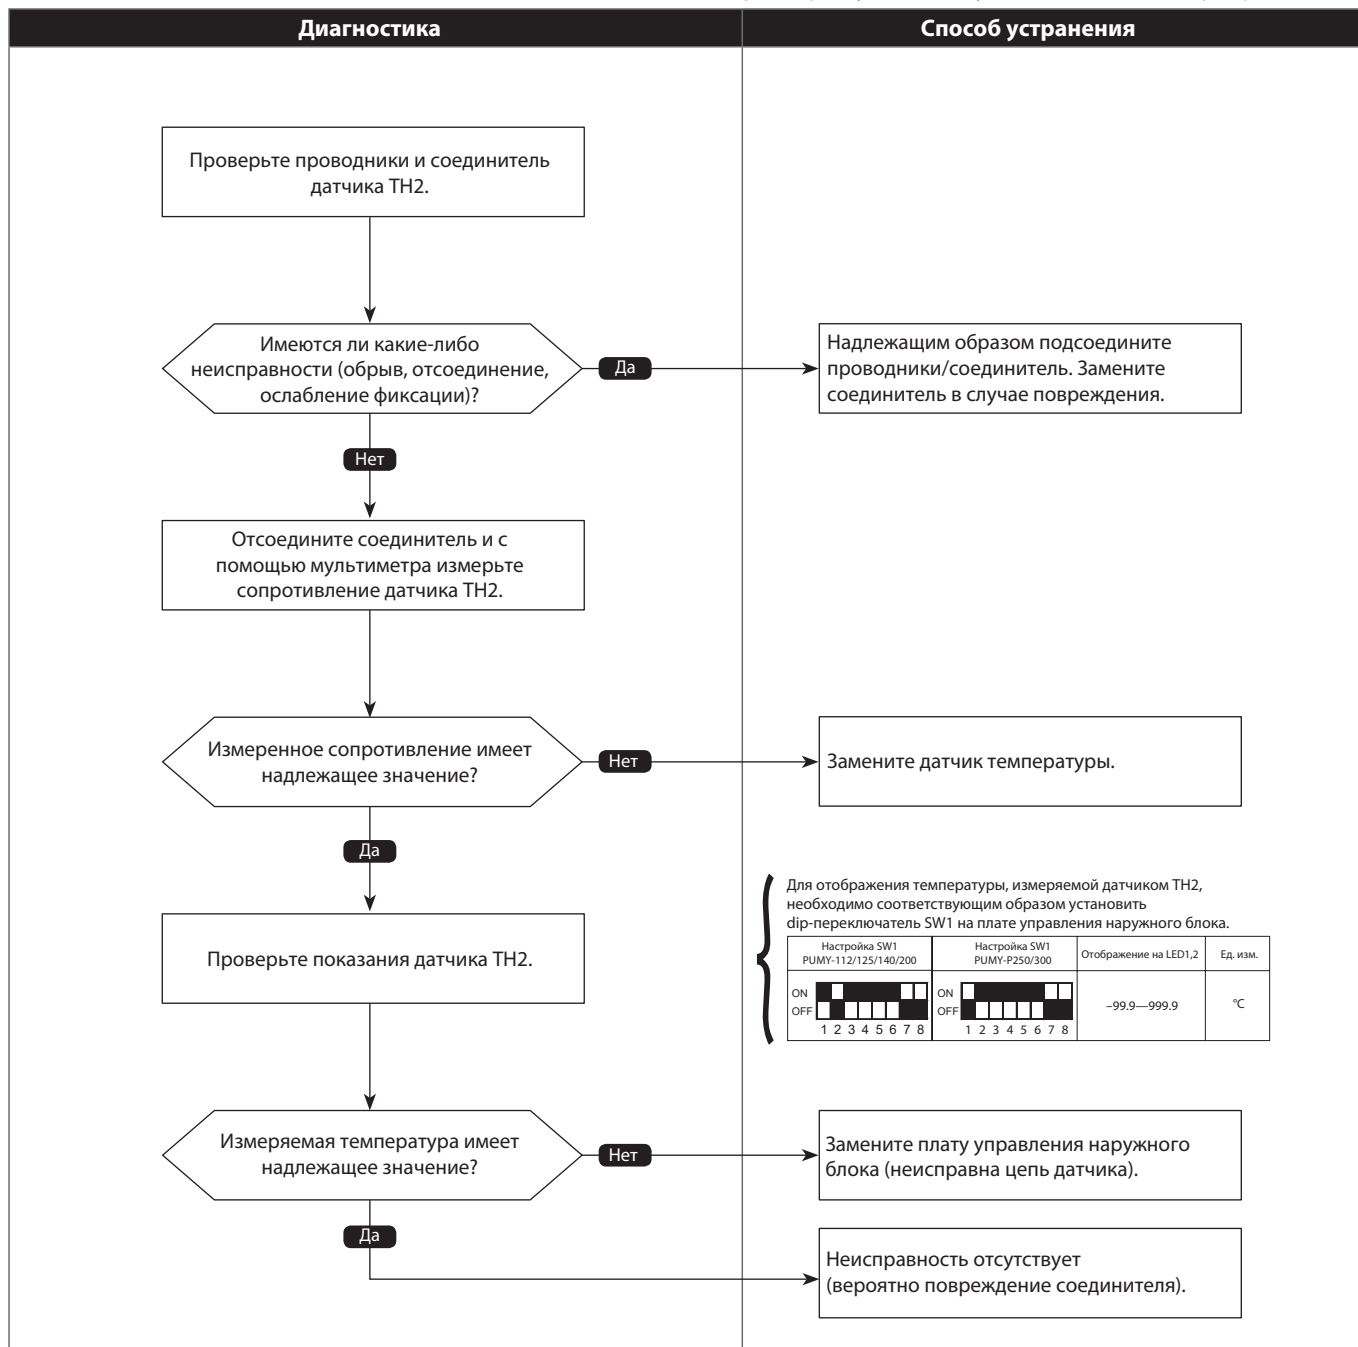 Диагностика
Способ устранения
Проверьте проводники и соединитель
датчика TH2.
Имеются ли какие-либо
неисправности (обрыв, отсоединение,
ослабление фиксации)?
Да
Надлежащим образом подсоедините
проводники/соединитель. Замените
соединитель в случае повреждения.
Нет
Отсоедините соединитель и с
помощью мультиметра измерьте
сопротивление датчика TH2.
Измеренное сопротивление имеет
надлежащее значение?
Нет
Замените датчик температуры.
Да
Проверьте показания датчика TH2.
Для отображения температуры, измеряемой датчиком TH2,
необходимо соответствующим образом установить
dip-переключатель SW1 на плате управления наружного блока.
Настройка SW1
PUMY-112/125/140/200
Настройка SW1
PUMY-P250/300
Отображение на LED1,2
Ед. изм.
ON
OFF
1 2 3 4 5 6 7 8
ON
OFF
1 2 3 4 5 6 7 8
–99.9—999.9
°C
Измеряемая температура имеет
надлежащее значение?
Нет
Замените плату управления наружного
блока (неисправна цепь датчика).
Да
Неисправность отсутствует
(вероятно повреждение соединителя).